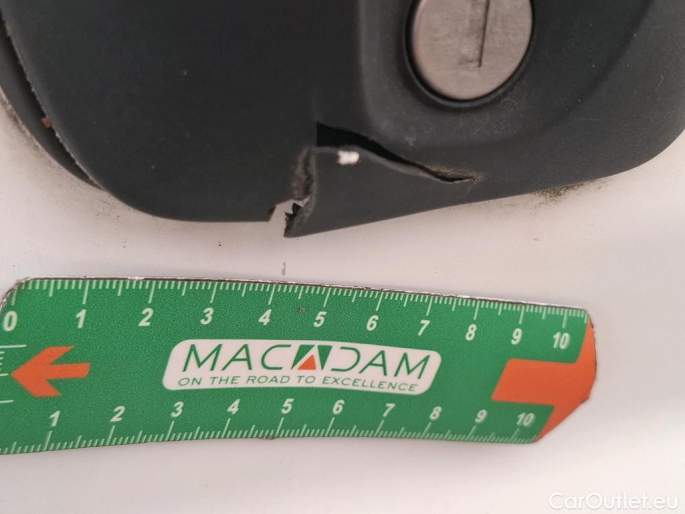 0 1 2 3 4 5 6 7 8 9 10
MACADAM
ON THE ROAD TO EXCELLENCE
E
1 2 3 4 5 6 7 8 9 10
CarOutlet.eu